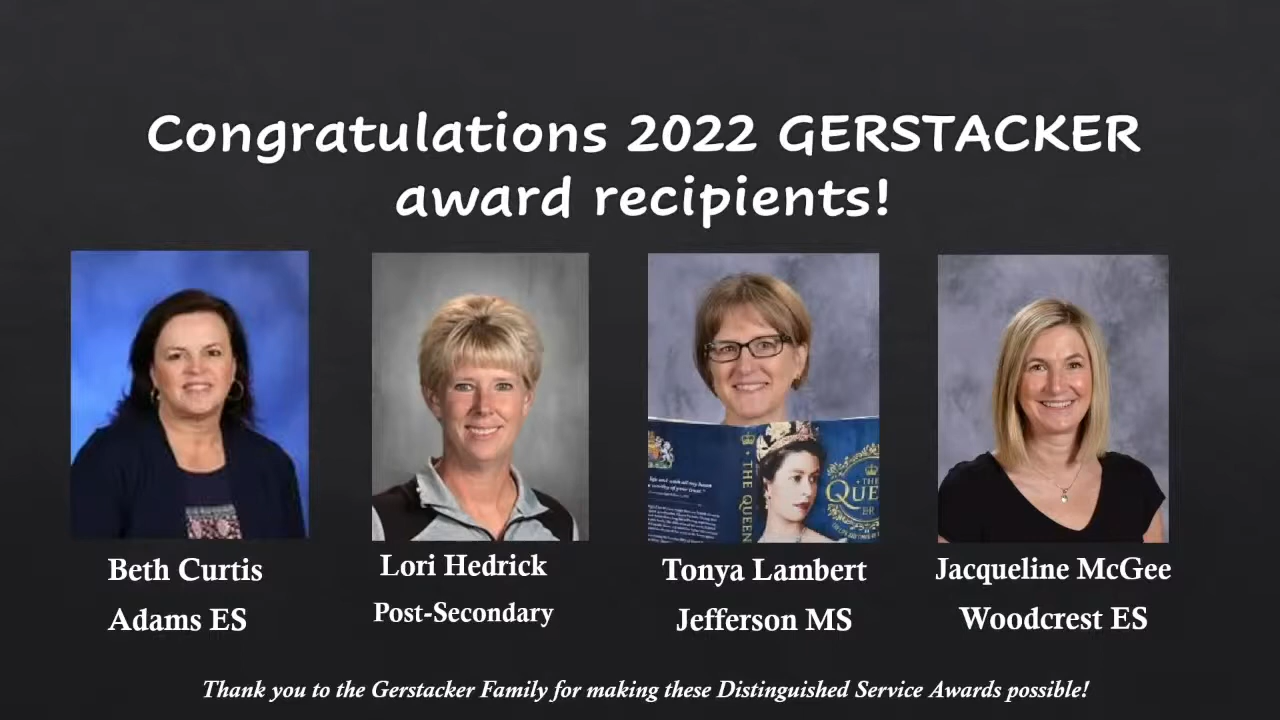 Congratulations 2022 GERSTACKER
award recipients!
THE QUEEN
Beth Curtis
Adams ES
Lori Hedrick
Post-Secondary
Tonya Lambert
Jefferson MS
Jacqueline McGee
Woodcrest ES
Thank you to the Gerstacker Family for making these Distinguished Service Awards possible!